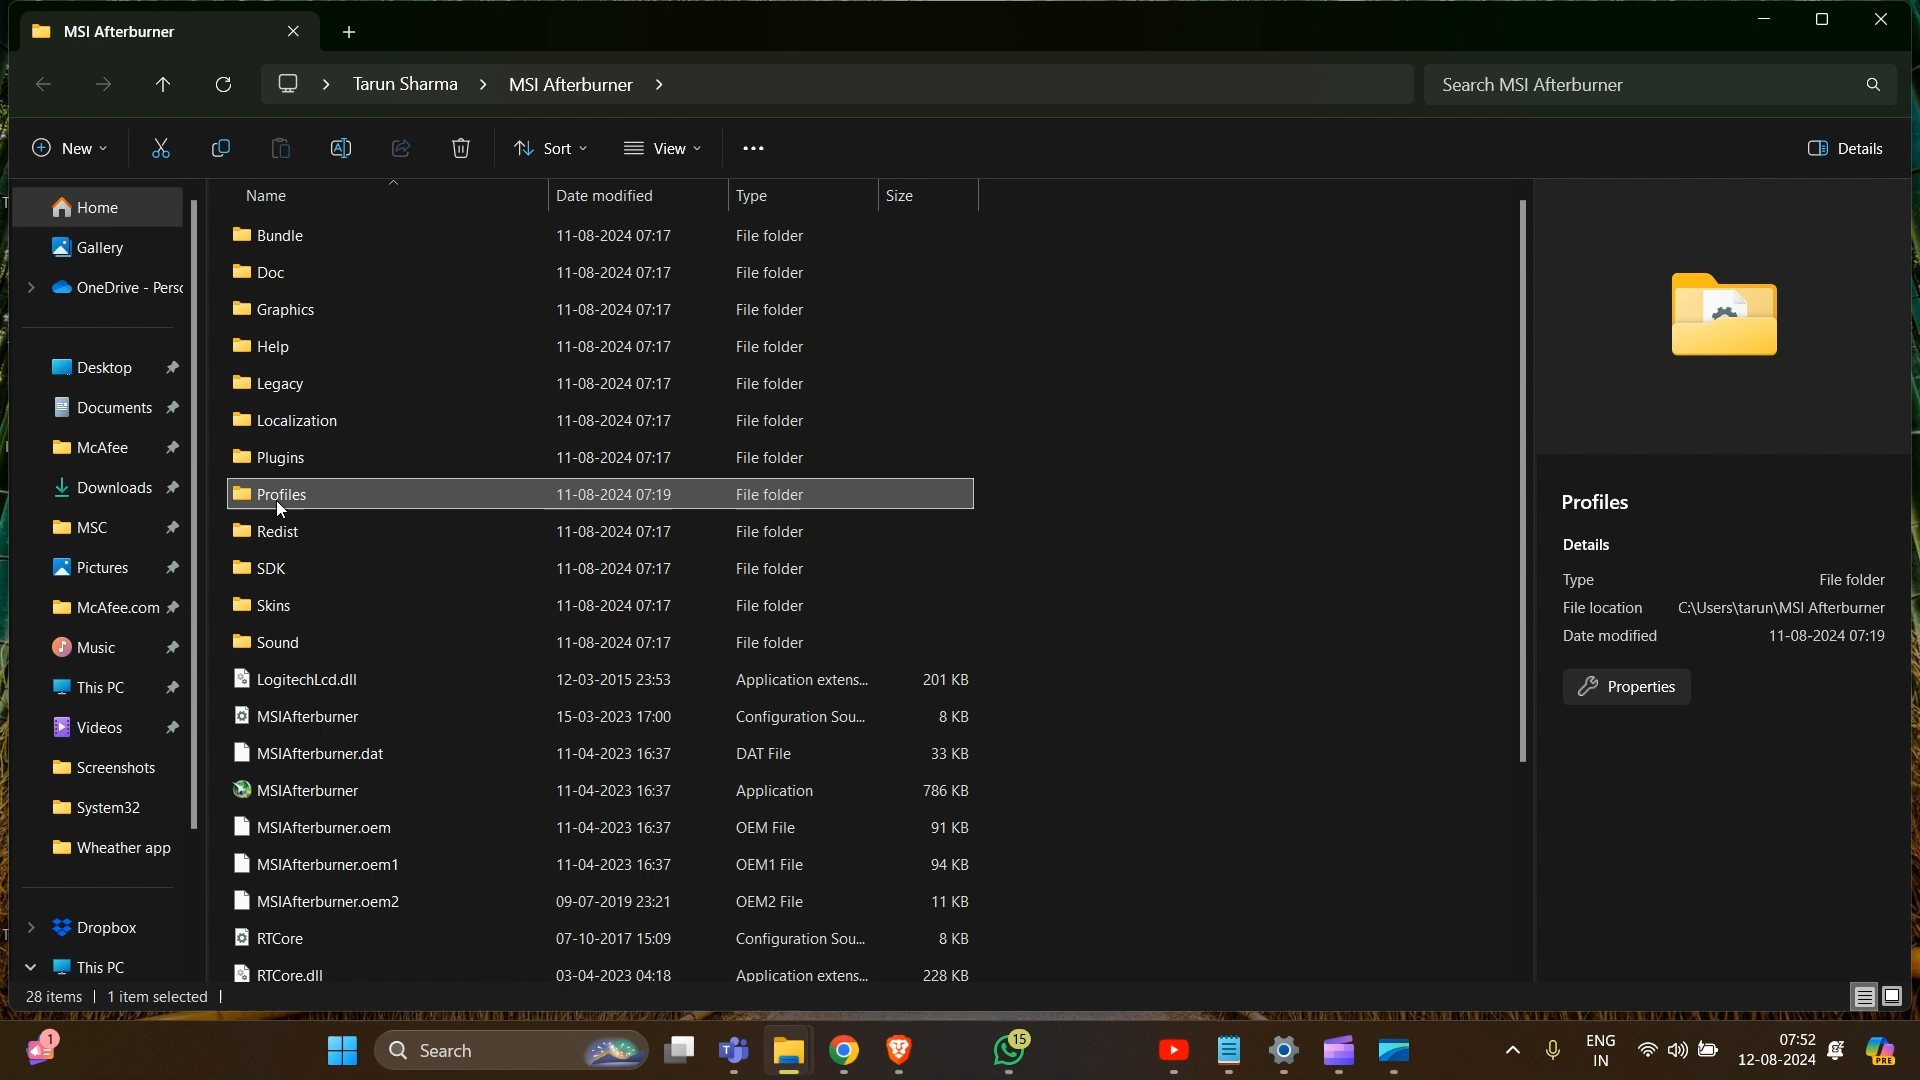 MSI Afterburner
Tarun Sharma > MSI Afterburner >
Search MSI Afterburner
New
Sort
View
Details
Home
Gallery
OneDrive - Persc
Desktop
Documents
McAfee
Downloads
MSC
Pictures
McAfee.com
Music
This PC
Videos
Screenshots
System32
Wheather app
Dropbox
This PC
Name Date modified Type Size
Bundle 11-08-2024 07:17 File folder
Doc 11-08-2024 07:17 File folder
Graphics 11-08-2024 07:17 File folder
Help 11-08-2024 07:17 File folder
Legacy 11-08-2024 07:17 File folder
Localization 11-08-2024 07:17 File folder
Plugins 11-08-2024 07:17 File folder
Profiles 11-08-2024 07:19 File folder
Redist 11-08-2024 07:17 File folder
SDK 11-08-2024 07:17 File folder
Skins 11-08-2024 07:17 File folder
Sound 11-08-2024 07:17 File folder
LogitechLcd.dll 12-03-2015 23:53 Application extens... 201 KB
MSIAfterburner 15-03-2023 17:00 Configuration Sou... 8 KB
MSIAfterburner.dat 11-04-2023 16:37 DAT File 33 KB
MSIAfterburner 11-04-2023 16:37 Application 786 KB
MSIAfterburner.oem 11-04-2023 16:37 OEM File 91 KB
MSIAfterburner.oem1 11-04-2023 16:37 OEM1 File 94 KB
MSIAfterburner.oem2 09-07-2019 23:21 OEM2 File 11 KB
RTCore 07-10-2017 15:09 Configuration Sou... 8 KB
RTCore.dll 03-04-2023 04:18 Application extens... 228 KB
Profiles
Details
Type File folder
File location C:\Users\tarun\MSI Afterburner
Date modified 11-08-2024 07:19
Properties
28 items | 1 item selected |
1
Search
15
ENG
IN
07:52
12-08-2024
PRE